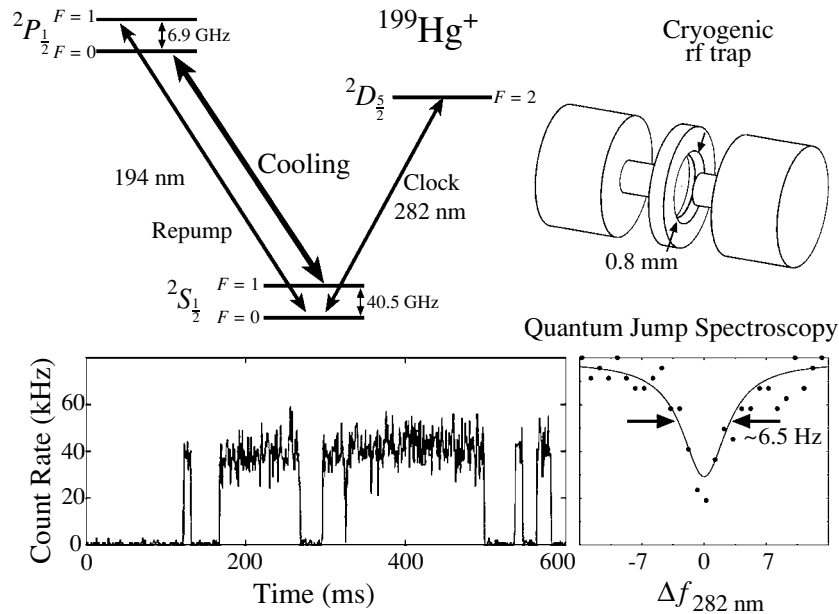 ²P½
F = 1
6.9 GHz
F = 0
¹⁹⁹Hg⁺
²D5/2
F = 2
Cryogenic
rf trap
Cooling
194 nm
Clock
282 nm
Repump
0.8 mm
²S½
F = 1
40.5 GHz
F = 0
Quantum Jump Spectroscopy
Count Rate (kHz)
80
60
40
20
0
0
200
400
600
Time (ms)
~6.5 Hz
-7
0
7
Δf282 nm